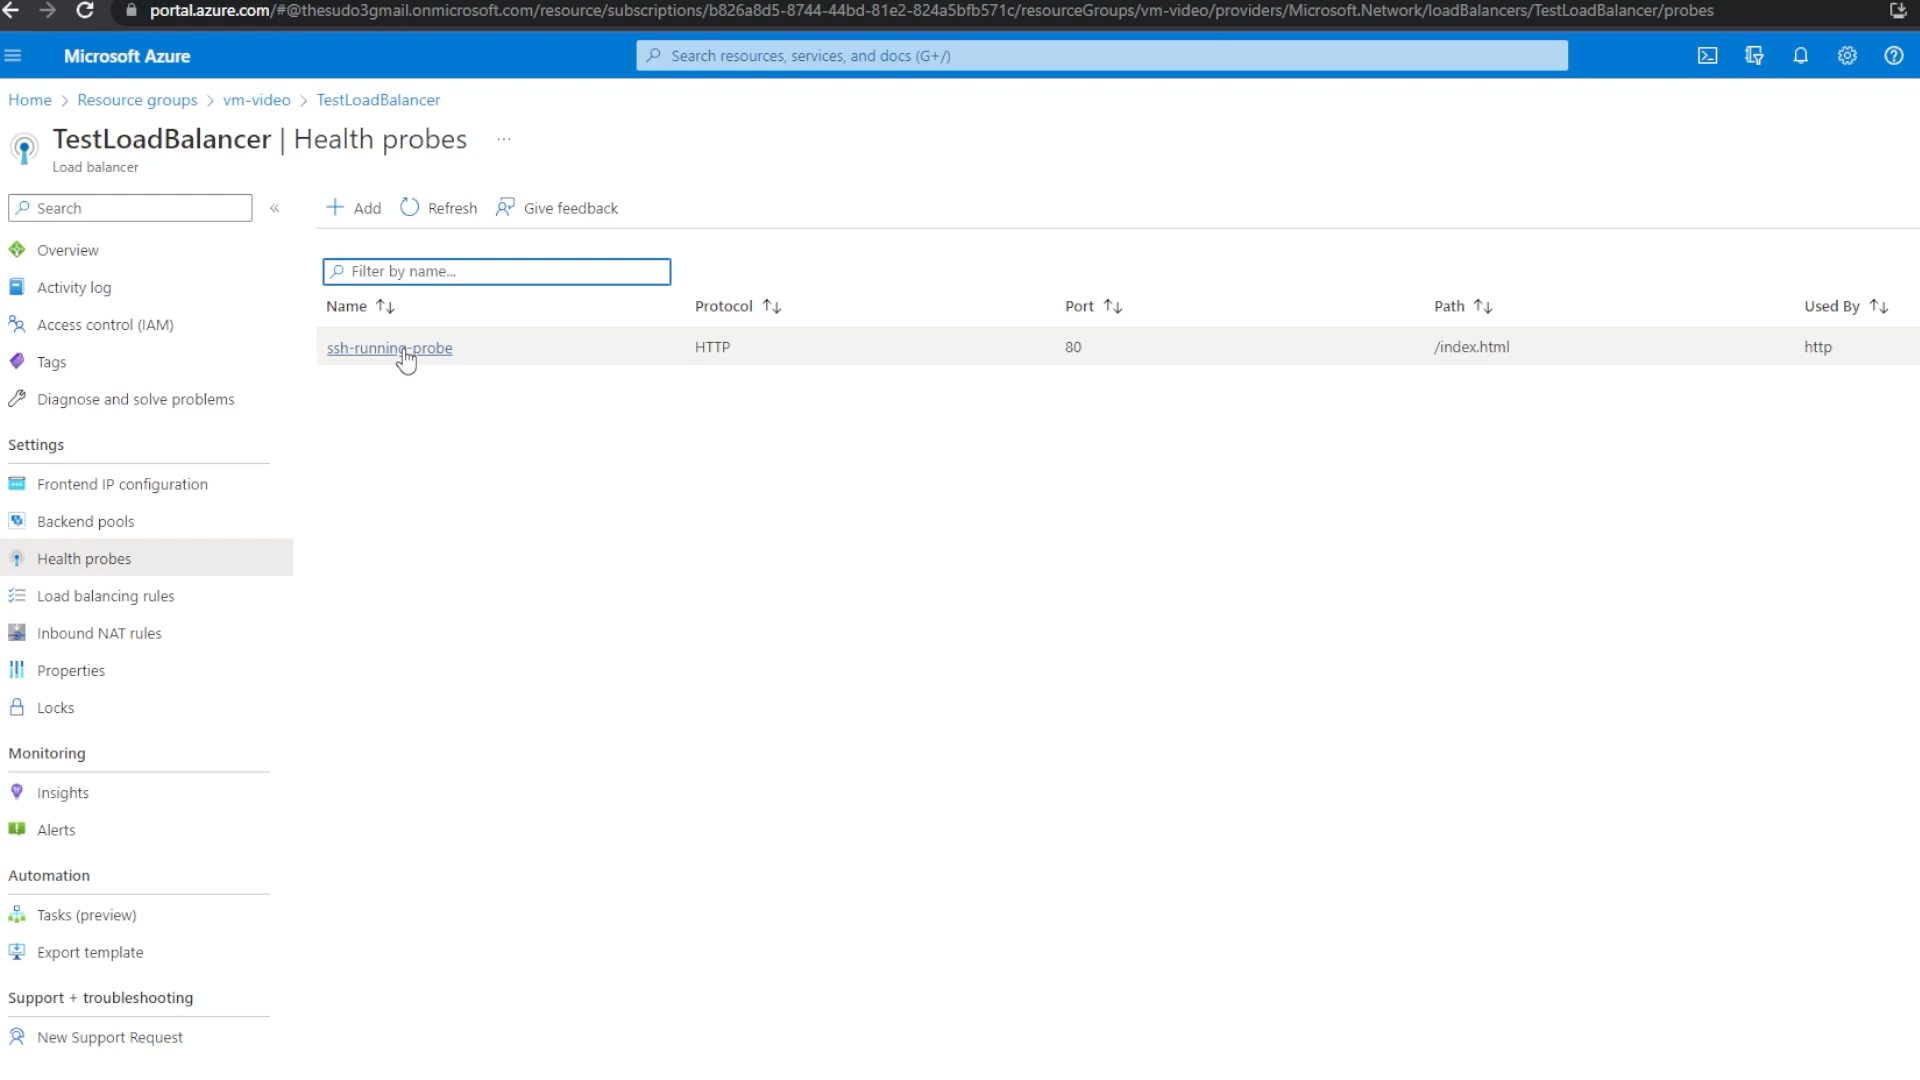 portal.azure.com/#@thesudo3gmail.onmicrosoft.com/resource/subscriptions/b826a8d5-8744-44bd-81e2-824a5bfb571c/resourceGroups/vm-video/providers/Microsoft.Network/loadBalancers/TestLoadBalancer/probes
Microsoft Azure
Search resources, services, and docs (G+/)
Home > Resource groups > vm-video > TestLoadBalancer
TestLoadBalancer | Health probes ...
Load balancer
Search «
Add Refresh Give feedback
Overview
Activity log
Access control (IAM)
Tags
Diagnose and solve problems
Settings
Frontend IP configuration
Backend pools
Health probes
Load balancing rules
Inbound NAT rules
Properties
Locks
Monitoring
Insights
Alerts
Automation
Tasks (preview)
Export template
Support + troubleshooting
New Support Request
Filter by name...
Name Protocol Port Path Used By
ssh-running-probe HTTP 80 /index.html http